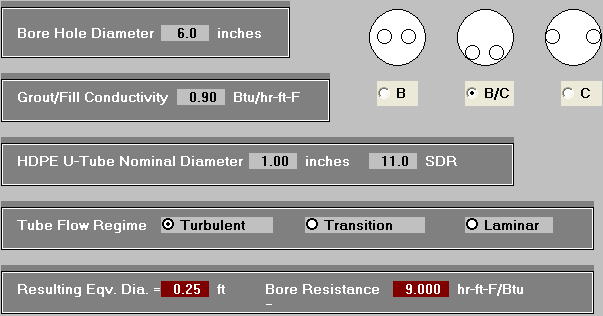 Bore Hole Diameter 6.0 inches
B B/C C
Grout/Fill Conductivity 0.90 Btu/hr-ft-F
HDPE U-Tube Nominal Diameter 1.00 inches 11.0 SDR
Tube Flow Regime Turbulent Transition Laminar
Resulting Eqv. Dia. = 0.25 ft Bore Resistance 9.000 hr-ft-F/Btu